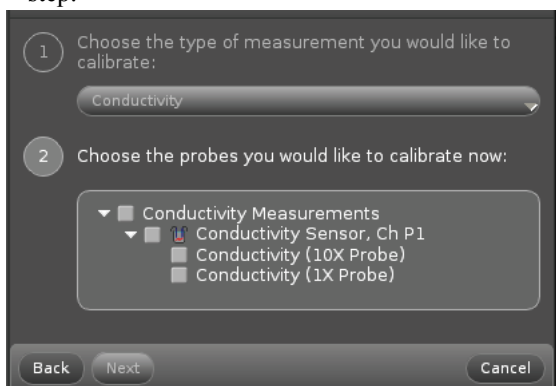 step.
1
Choose the type of measurement you would like to
calibrate:
Conductivity
2
Choose the probes you would like to calibrate now:
Conductivity Measurements
Conductivity Sensor, Ch P1
Conductivity (10X Probe)
Conductivity (1X Probe)
Back
Next
Cancel